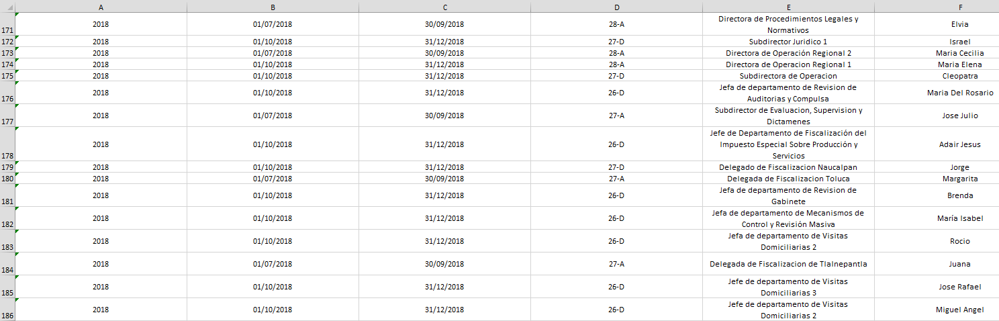 A B C D E F
171 2018 01/07/2018 30/09/2018 28-A Directora de Procedimientos Legales y Normativos Elvia
172 2018 01/10/2018 31/12/2018 27-D Subdirector Juridico 1 Israel
173 2018 01/07/2018 30/09/2018 28-A Directora de Operación Regional 2 Maria Cecilia
174 2018 01/10/2018 31/12/2018 28-A Directora de Operacion Regional 1 Maria Elena
175 2018 01/10/2018 31/12/2018 27-D Subdirectora de Operacion Cleopatra
176 2018 01/10/2018 31/12/2018 26-D Jefa de departamento de Revision de Auditorias y Compulsa Maria Del Rosario
177 2018 01/07/2018 30/09/2018 27-A Subdirector de Evaluacion, Supervision y Dictamenes Jose Julio
178 2018 01/10/2018 31/12/2018 26-D Jefe de Departamento de Fiscalización del Impuesto Especial Sobre Producción y Servicios Adair Jesus
179 2018 01/10/2018 31/12/2018 27-D Delegado de Fiscalizacion Naucalpan Jorge
180 2018 01/07/2018 30/09/2018 27-A Delegada de Fiscalizacion Toluca Margarita
181 2018 01/10/2018 31/12/2018 26-D Jefa de departamento de Revision de Gabinete Brenda
182 2018 01/10/2018 31/12/2018 26-D Jefa de departamento de Mecanismos de Control y Revisión Masiva María Isabel
183 2018 01/10/2018 31/12/2018 26-D Jefa de departamento de Visitas Domiciliarias 2 Rocio
184 2018 01/07/2018 30/09/2018 27-A Delegada de Fiscalizacion de Tlalnepantla Juana
185 2018 01/10/2018 31/12/2018 26-D Jefe de departamento de Visitas Domiciliarias 3 Jose Rafael
186 2018 01/10/2018 31/12/2018 26-D Jefe de departamento de Visitas Domiciliarias 2 Miguel Angel